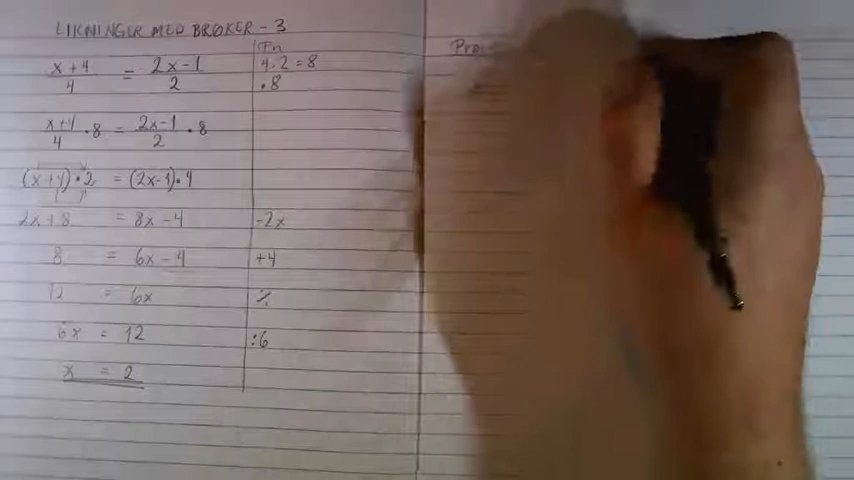 LIKNINGER MED BRØKER - 3
Fn
x+4/4 = 2x-1/2 4·2=8
·8
x+4/4 ·8 = 2x-1/2 ·8
(x+4)·2 = (2x-1)·4
2x+8 = 8x-4 -2x
8 = 6x-4 +4
12 = 6x
6x = 12 :6
x = 2